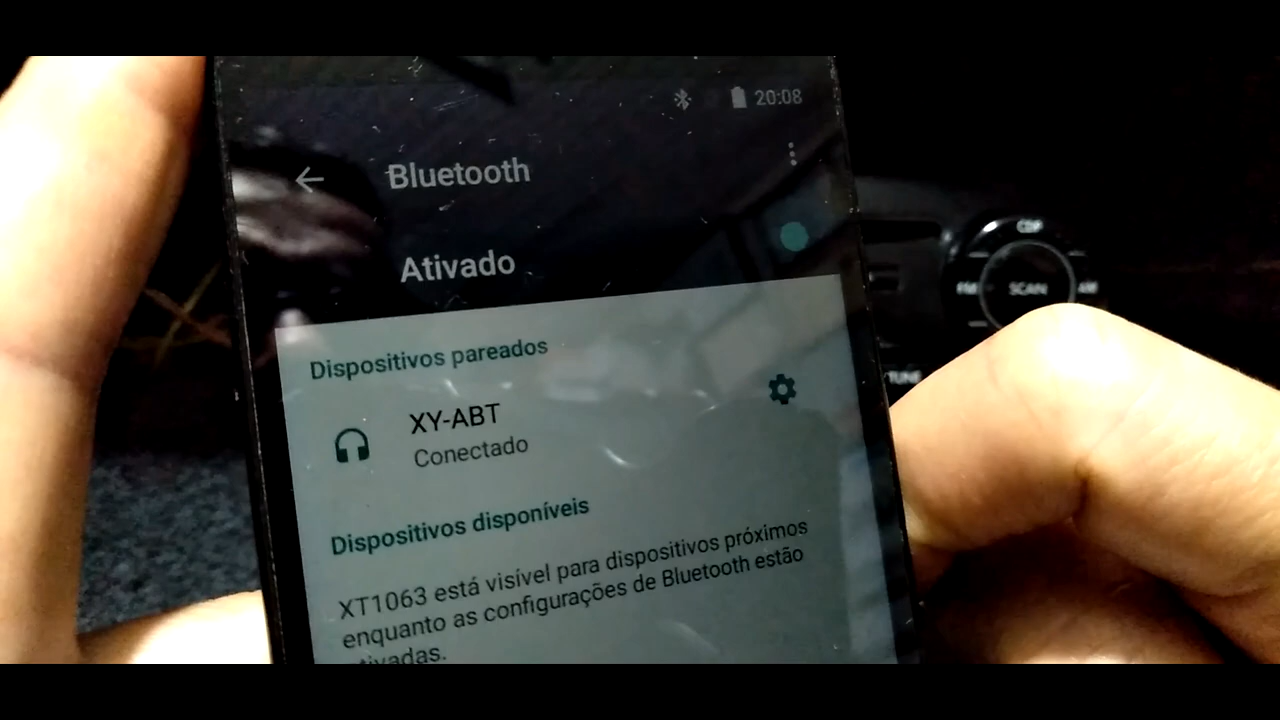 20:08
Bluetooth
Ativado
Dispositivos pareados
XY-ABT
Conectado
Dispositivos disponíveis
XT1063 está visível para dispositivos próximos
enquanto as configurações de Bluetooth estão
ativadas.
CDP
FM SCAN AM
TUNE